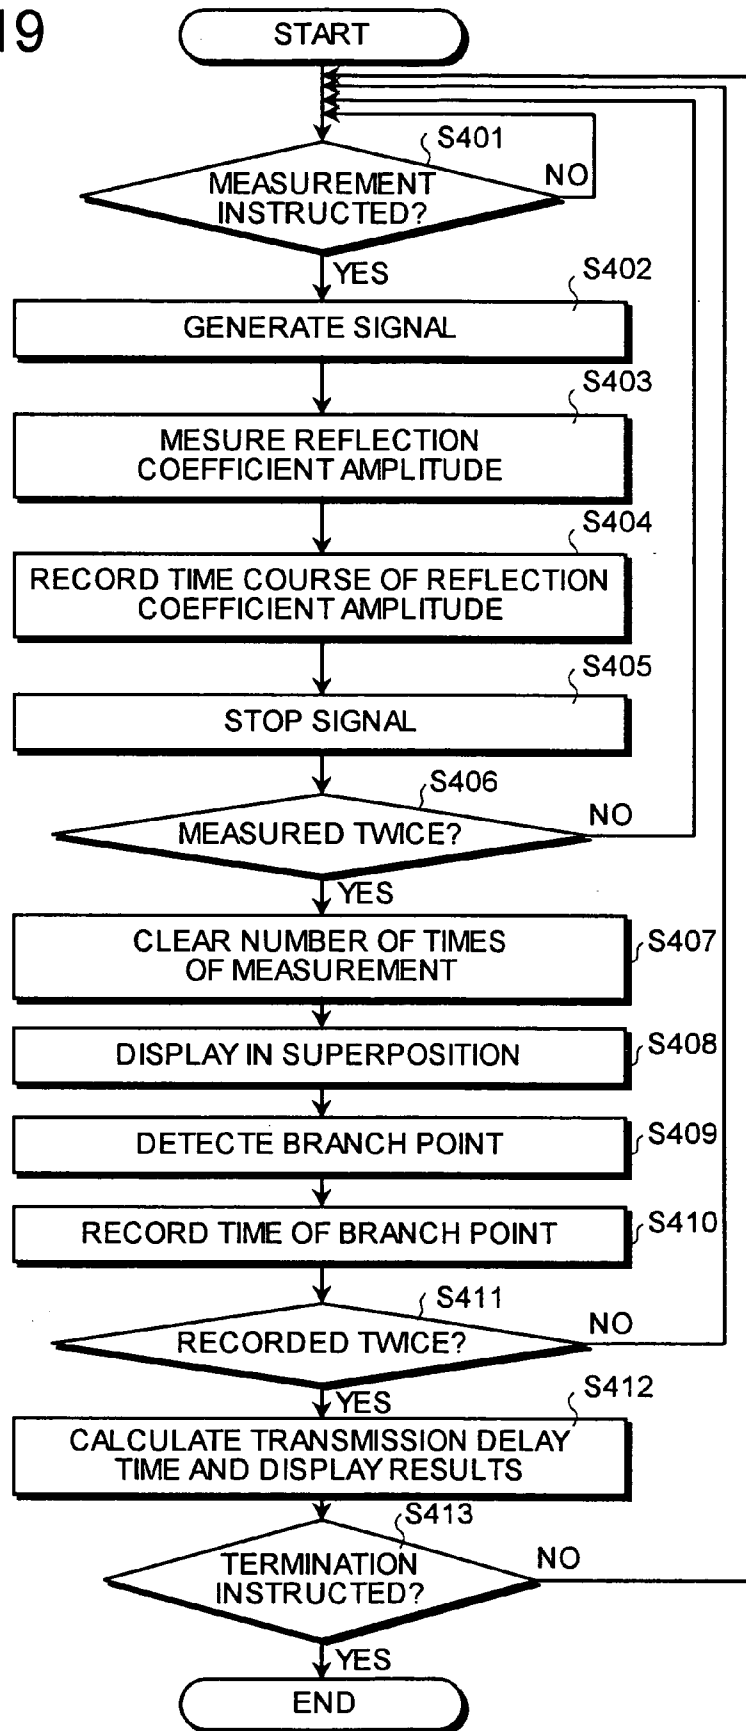 19
START
S401
MEASUREMENT
INSTRUCTED?
NO
YES
S402
GENERATE SIGNAL
S403
MESURE REFLECTION
COEFFICIENT AMPLITUDE
S404
RECORD TIME COURSE OF REFLECTION
COEFFICIENT AMPLITUDE
S405
STOP SIGNAL
S406
MEASURED TWICE?
NO
YES
CLEAR NUMBER OF TIMES
OF MEASUREMENT
S407
DISPLAY IN SUPERPOSITION
S408
DETECTE BRANCH POINT
S409
RECORD TIME OF BRANCH POINT
S410
S411
RECORDED TWICE?
NO
YES
S412
CALCULATE TRANSMISSION DELAY
TIME AND DISPLAY RESULTS
S413
TERMINATION
INSTRUCTED?
NO
YES
END